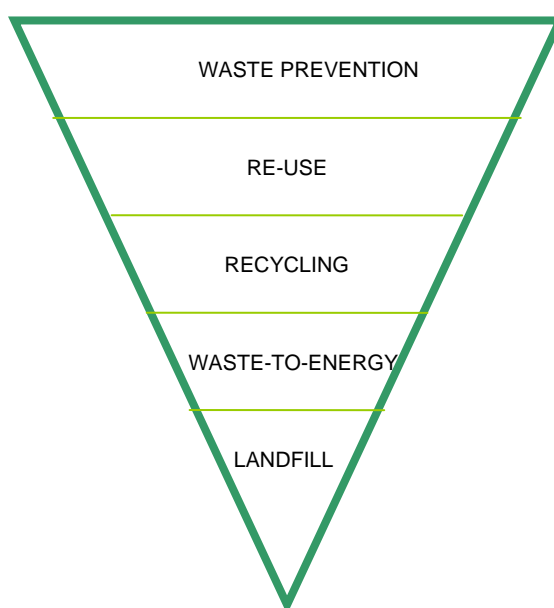 WASTE PREVENTION
RE-USE
RECYCLING
WASTE-TO-ENERGY
LANDFILL